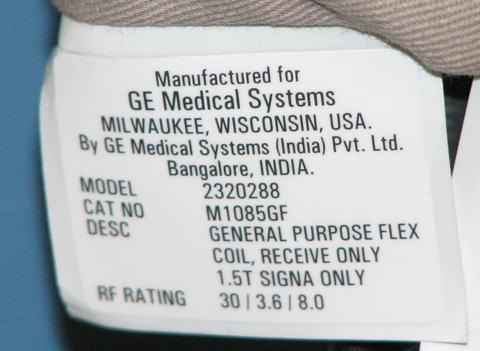 Manufactured for
GE Medical Systems
MILWAUKEE, WISCONSIN, USA.
By GE Medical Systems (India) Pvt. Ltd.
Bangalore, INDIA.
MODEL 2320288
CAT NO M1085GF
DESC GENERAL PURPOSE FLEX
COIL, RECEIVE ONLY
1.5T SIGNA ONLY
RF RATING 30 | 3.6 | 8.0